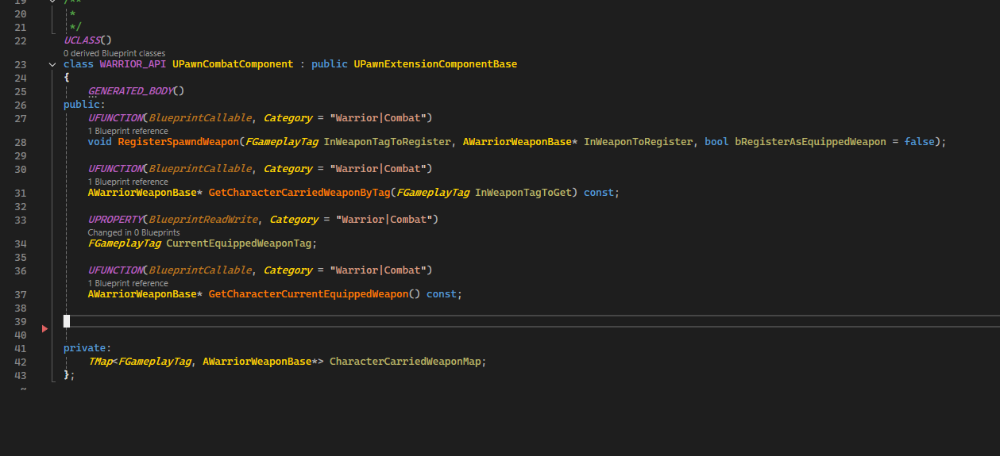 19 /**
20 *
21 */
22 UCLASS()
0 derived Blueprint classes
23 class WARRIOR_API UPawnCombatComponent : public UPawnExtensionComponentBase
24 {
25 GENERATED_BODY()
26 public:
27 UFUNCTION(BlueprintCallable, Category = "Warrior|Combat")
1 Blueprint reference
28 void RegisterSpawndWeapon(FGameplayTag InWeaponTagToRegister, AWarriorWeaponBase* InWeaponToRegister, bool bRegisterAsEquippedWeapon = false);
29
30 UFUNCTION(BlueprintCallable, Category = "Warrior|Combat")
1 Blueprint reference
31 AWarriorWeaponBase* GetCharacterCarriedWeaponByTag(FGameplayTag InWeaponTagToGet) const;
32
33 UPROPERTY(BlueprintReadWrite, Category = "Warrior|Combat")
Changed in 0 Blueprints
34 FGameplayTag CurrentEquippedWeaponTag;
35
36 UFUNCTION(BlueprintCallable, Category = "Warrior|Combat")
1 Blueprint reference
37 AWarriorWeaponBase* GetCharacterCurrentEquippedWeapon() const;
38
39
40
41 private:
42 TMap<FGameplayTag, AWarriorWeaponBase*> CharacterCarriedWeaponMap;
43 };
~